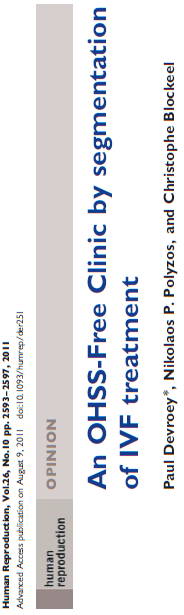 Human Reproduction, Vol.26, No.10 pp. 2593–2597, 2011
Advanced Access publication on August 9, 2011 doi:10.1093/humrep/der251
human
reproduction
OPINION
An OHSS-Free Clinic by segmentation
of IVF treatment
Paul Devroey*, Nikolaos P. Polyzos, and Christophe Blockeel